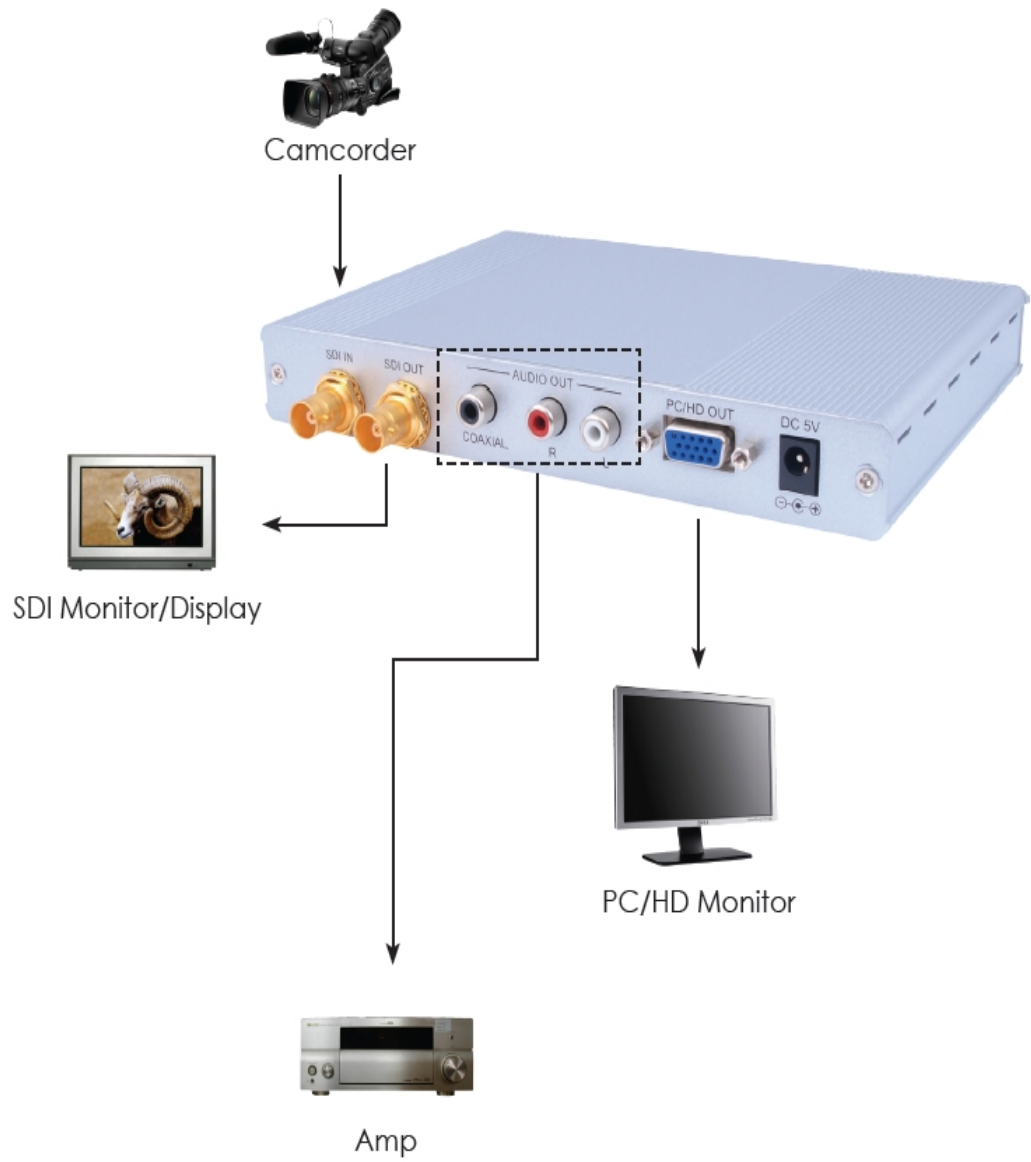 Camcorder
SDI IN
SDI OUT
AUDIO OUT
COAXIAL
R
L
PC/HD OUT
DC 5V
SDI Monitor/Display
PC/HD Monitor
Amp